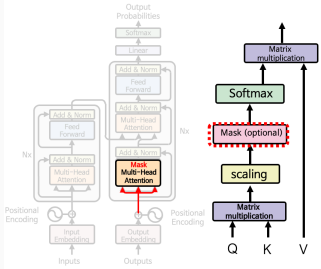 Output
Probabilities
Softmax
Linear
Add & Norm
Feed
Forward
Add & Norm
Multi-Head
Attention
Nx
Add & Norm
Mask
Multi-Head
Attention
Positional
Encoding
Output
Embedding
Outputs
Add & Norm
Feed
Forward
Nx
Add & Norm
Multi-Head
Attention
Positional
Encoding
Input
Embedding
Inputs
Matrix
multiplication
Softmax
Mask (optional)
scaling
Matrix
multiplication
Q
K
V